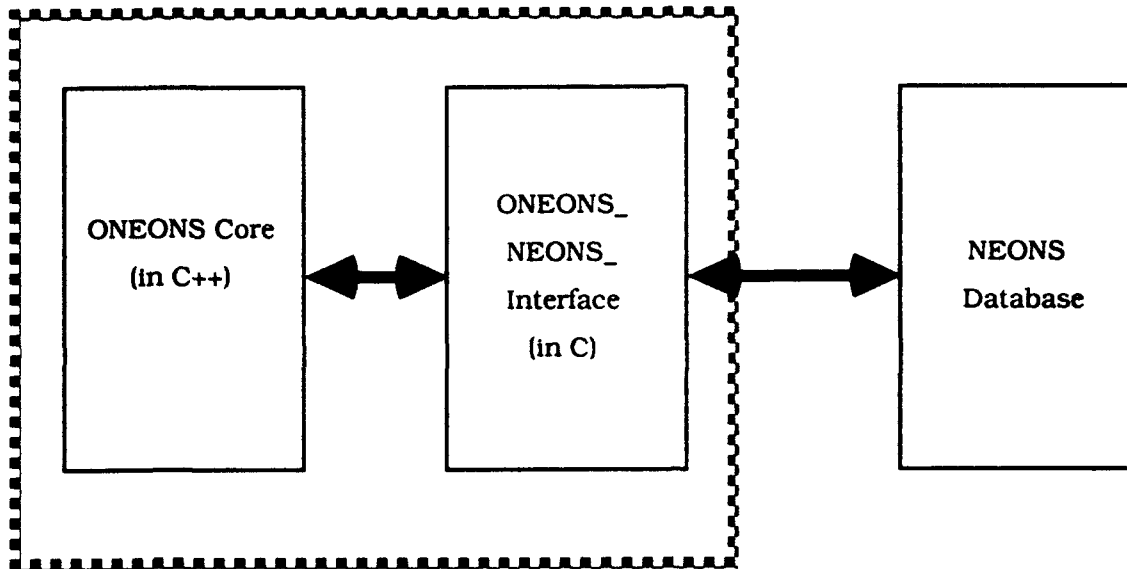 ONEONS Core
(in C++)
ONEONS_
NEONS_
Interface
(in C)
NEONS
Database